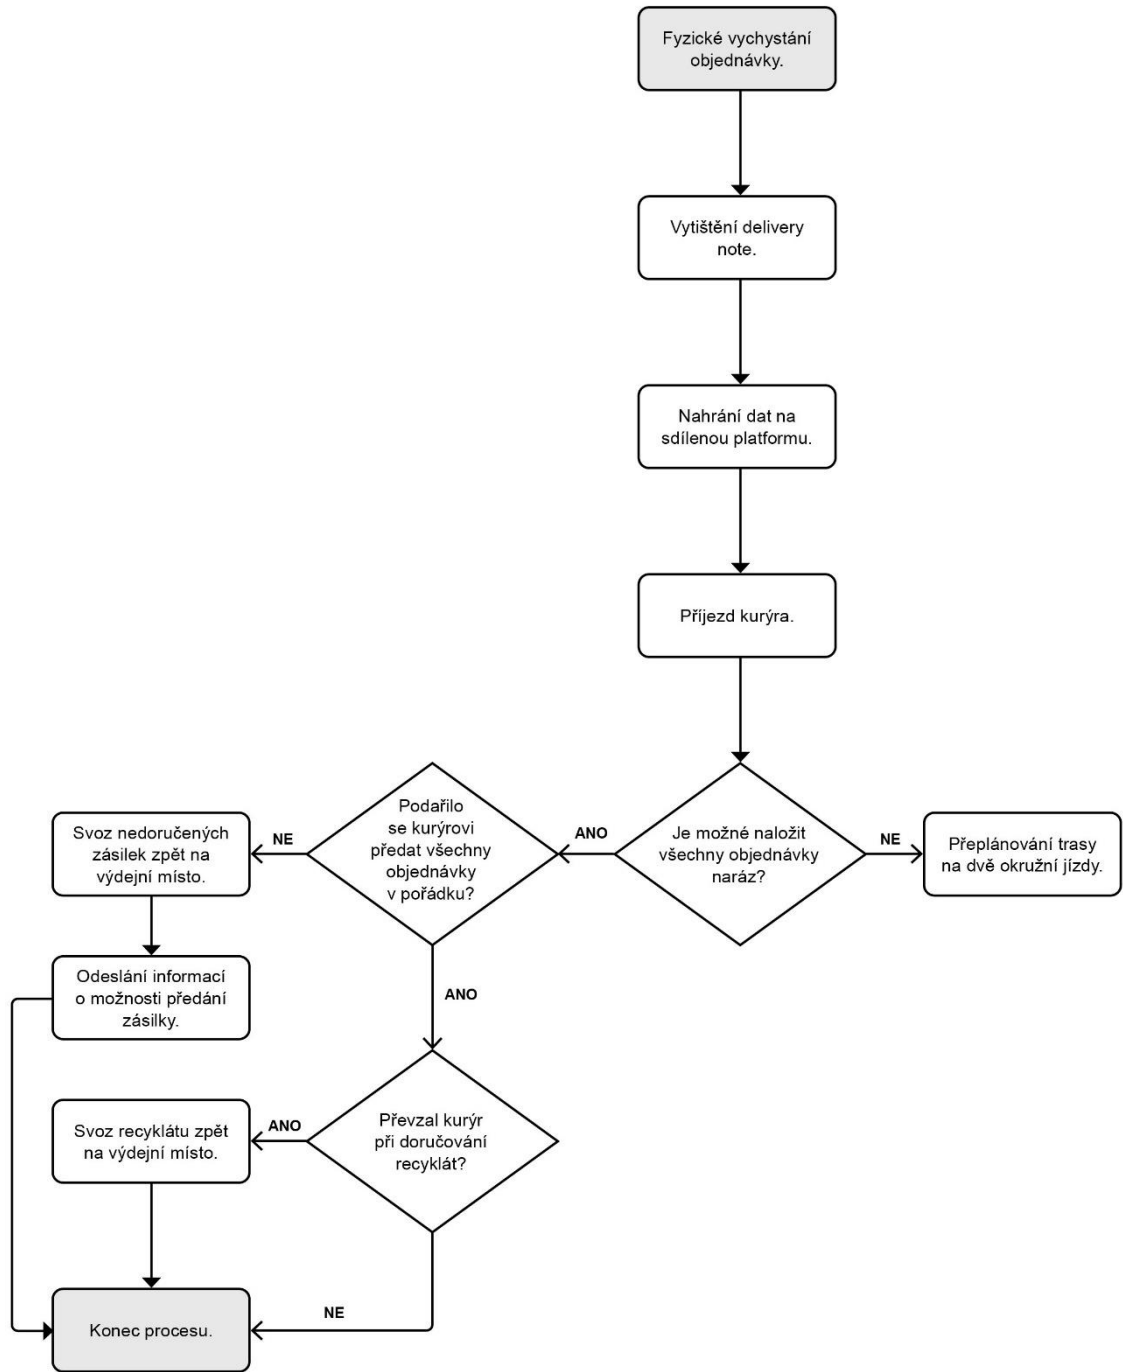 Fyzické vychystání
objednávky.
Vytištění delivery
note.
Nahrání dat na
sdílenou platformu.
Příjezd kurýra.
Je možné naložit
všechny objednávky
naráz?
NE
Přeplánování trasy
na dvě okružní jízdy.
ANO
Podařilo
se kurýrovi
předat všechny
objednávky
v pořádku?
NE
Svoz nedoručených
zásilek zpět na
výdejní místo.
Odeslání informací
o možnosti předání
zásilky.
ANO
Převzal kurýr
při doručování
recyklát?
ANO
Svoz recyklátu zpět
na výdejní místo.
NE
Konec procesu.